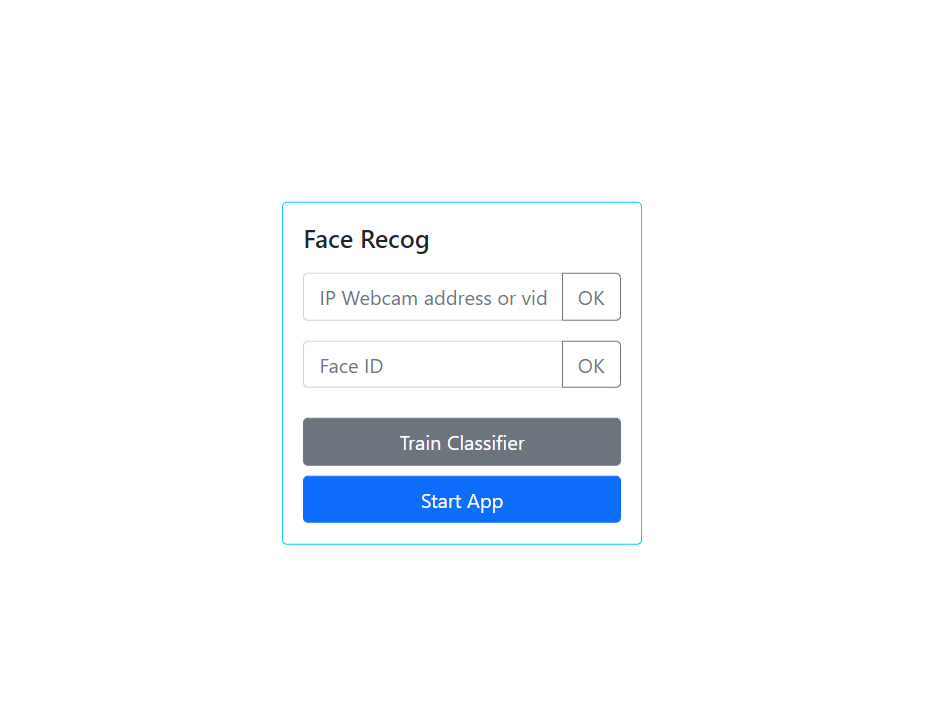 Face Recog
IP Webcam address or vid
OK
Face ID
OK
Train Classifier
Start App